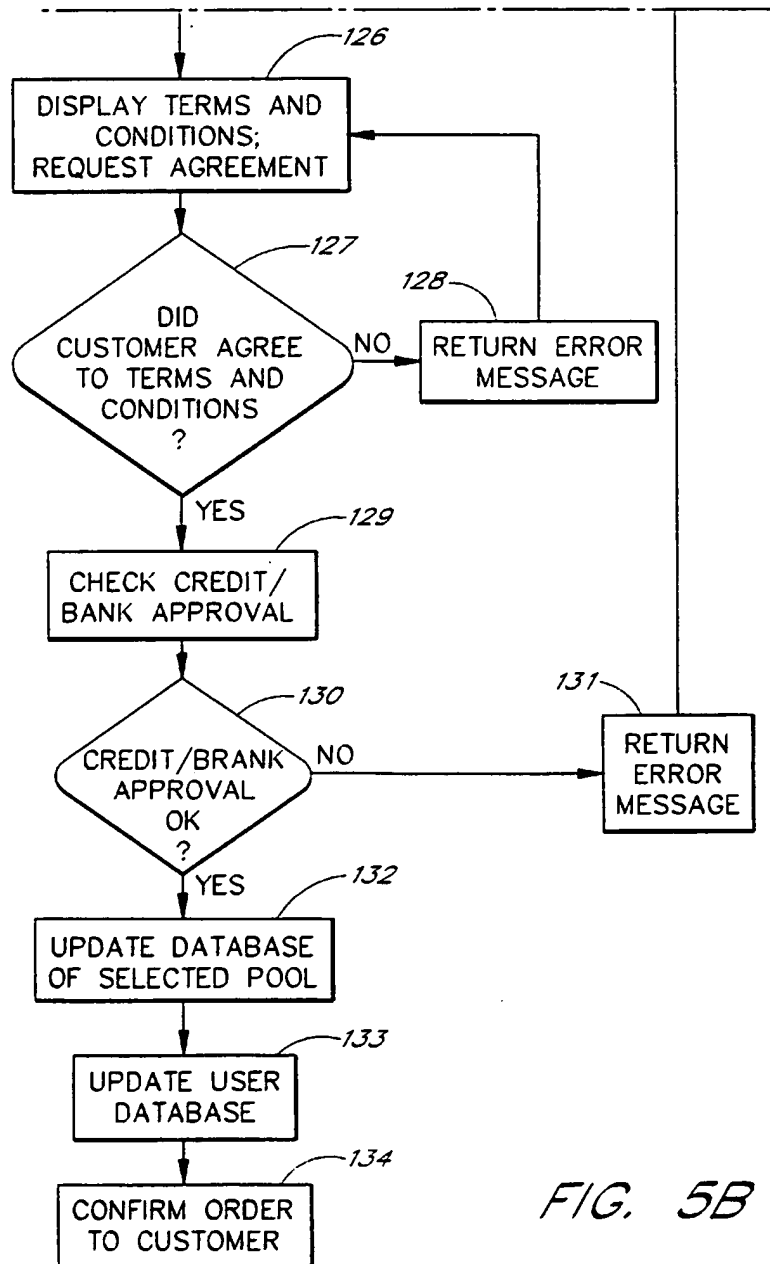 126
DISPLAY TERMS AND
CONDITIONS;
REQUEST AGREEMENT
127
DID
CUSTOMER AGREE
TO TERMS AND
CONDITIONS
?
NO
128
RETURN ERROR
MESSAGE
YES
129
CHECK CREDIT/
BANK APPROVAL
130
CREDIT/BRANK
APPROVAL
OK
?
NO
131
RETURN
ERROR
MESSAGE
YES
132
UPDATE DATABASE
OF SELECTED POOL
133
UPDATE USER
DATABASE
134
CONFIRM ORDER
TO CUSTOMER
FIG. 5B